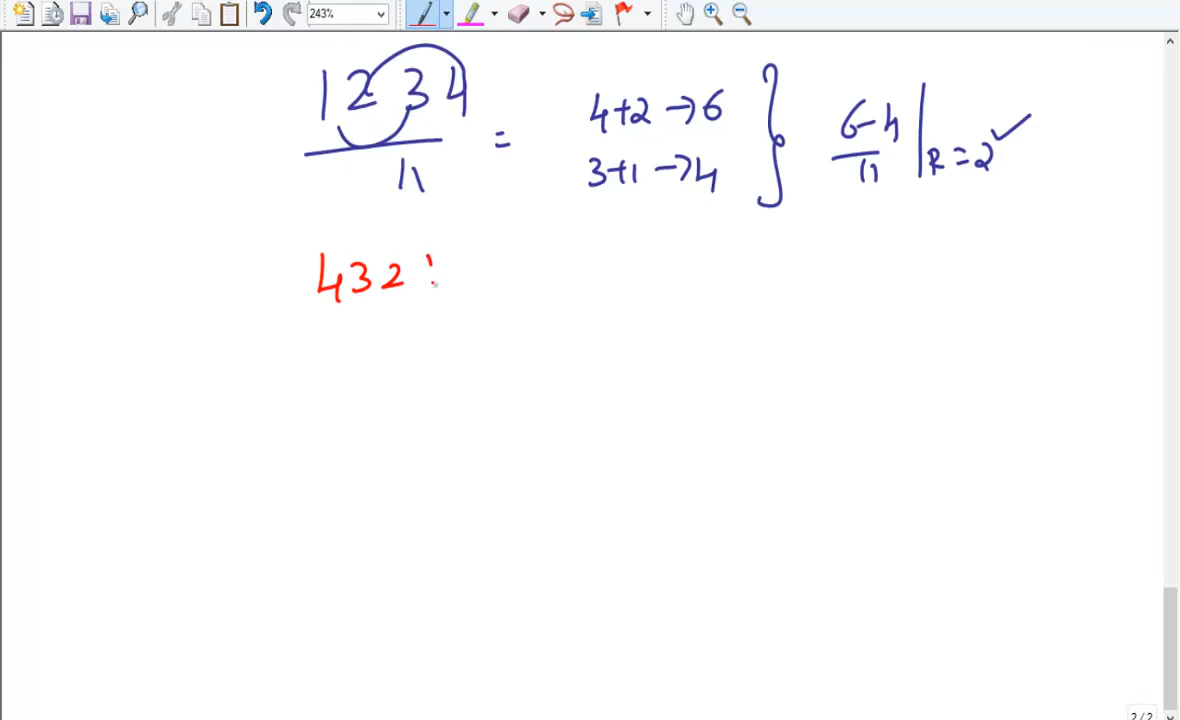 243%
1234 / 11 = 4+2 → 6 } 6-4 / 11 | R = 2 ✓
3+1 → 4
432
2/2